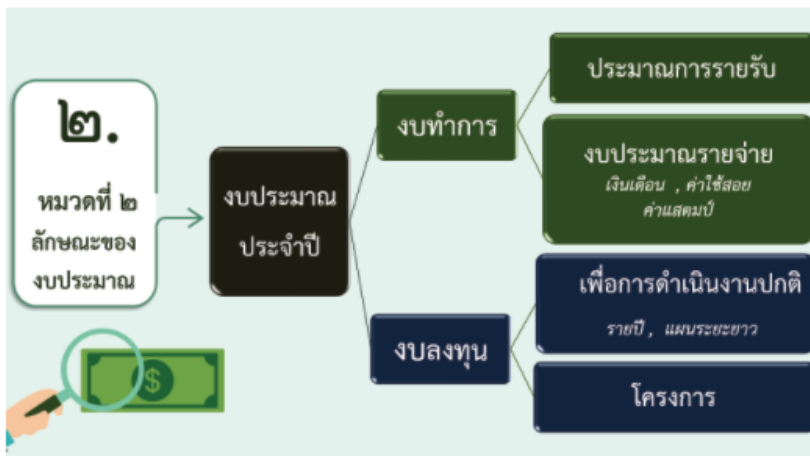 ๒.
หมวดที่ ๒
ลักษณะของ
งบประมาณ
งบประมาณ
ประจำปี
งบทำการ
ประมาณการรายรับ
งบประมาณรายจ่าย
เงินเดือน , ค่าใช้สอย
ค่าแสตมป์
งบลงทุน
เพื่อการดำเนินงานปกติ
รายปี , แผนระยะยาว
โครงการ
$